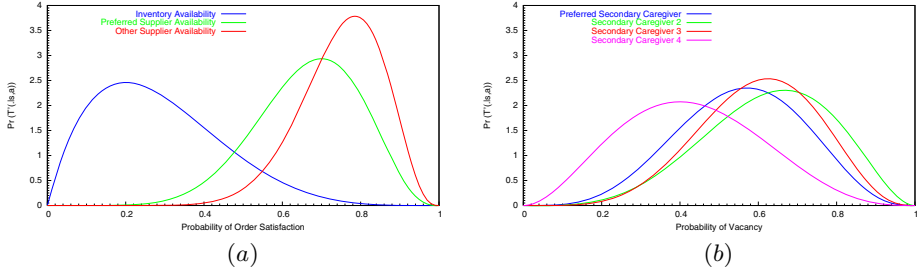 Inventory Availability
Preferred Supplier Availability
Other Supplier Availability
4
3.5
3
2.5
2
1.5
1
0.5
0
Pr (T'(.|s,a))
0 0.2 0.4 0.6 0.8 1
Probability of Order Satisfaction
(a)
Preferred Secondary Caregiver
Secondary Caregiver 2
Secondary Caregiver 3
Secondary Caregiver 4
4
3.5
3
2.5
2
1.5
1
0.5
0
Pr (T'(.|s,a))
0 0.2 0.4 0.6 0.8 1
Probability of Vacancy
(b)